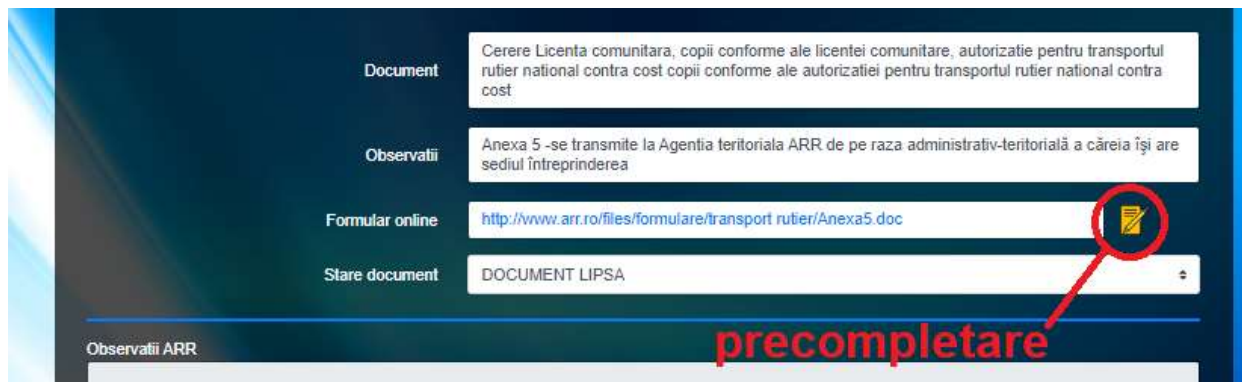 Document
Cerere Licenta comunitara, copii conforme ale licentei comunitare, autorizatie pentru transportul
rutier national contra cost copii conforme ale autorizatiei pentru transportul rutier national contra
cost
Observatii
Anexa 5 -se transmite la Agentia teritoriala ARR de pe raza administrativ-teritorială a căreia îşi are
sediul întreprinderea
Formular online
http://www.arr.ro/files/formulare/transport rutier/Anexa5.doc
Stare document
DOCUMENT LIPSA
precompletare
Observatii ARR